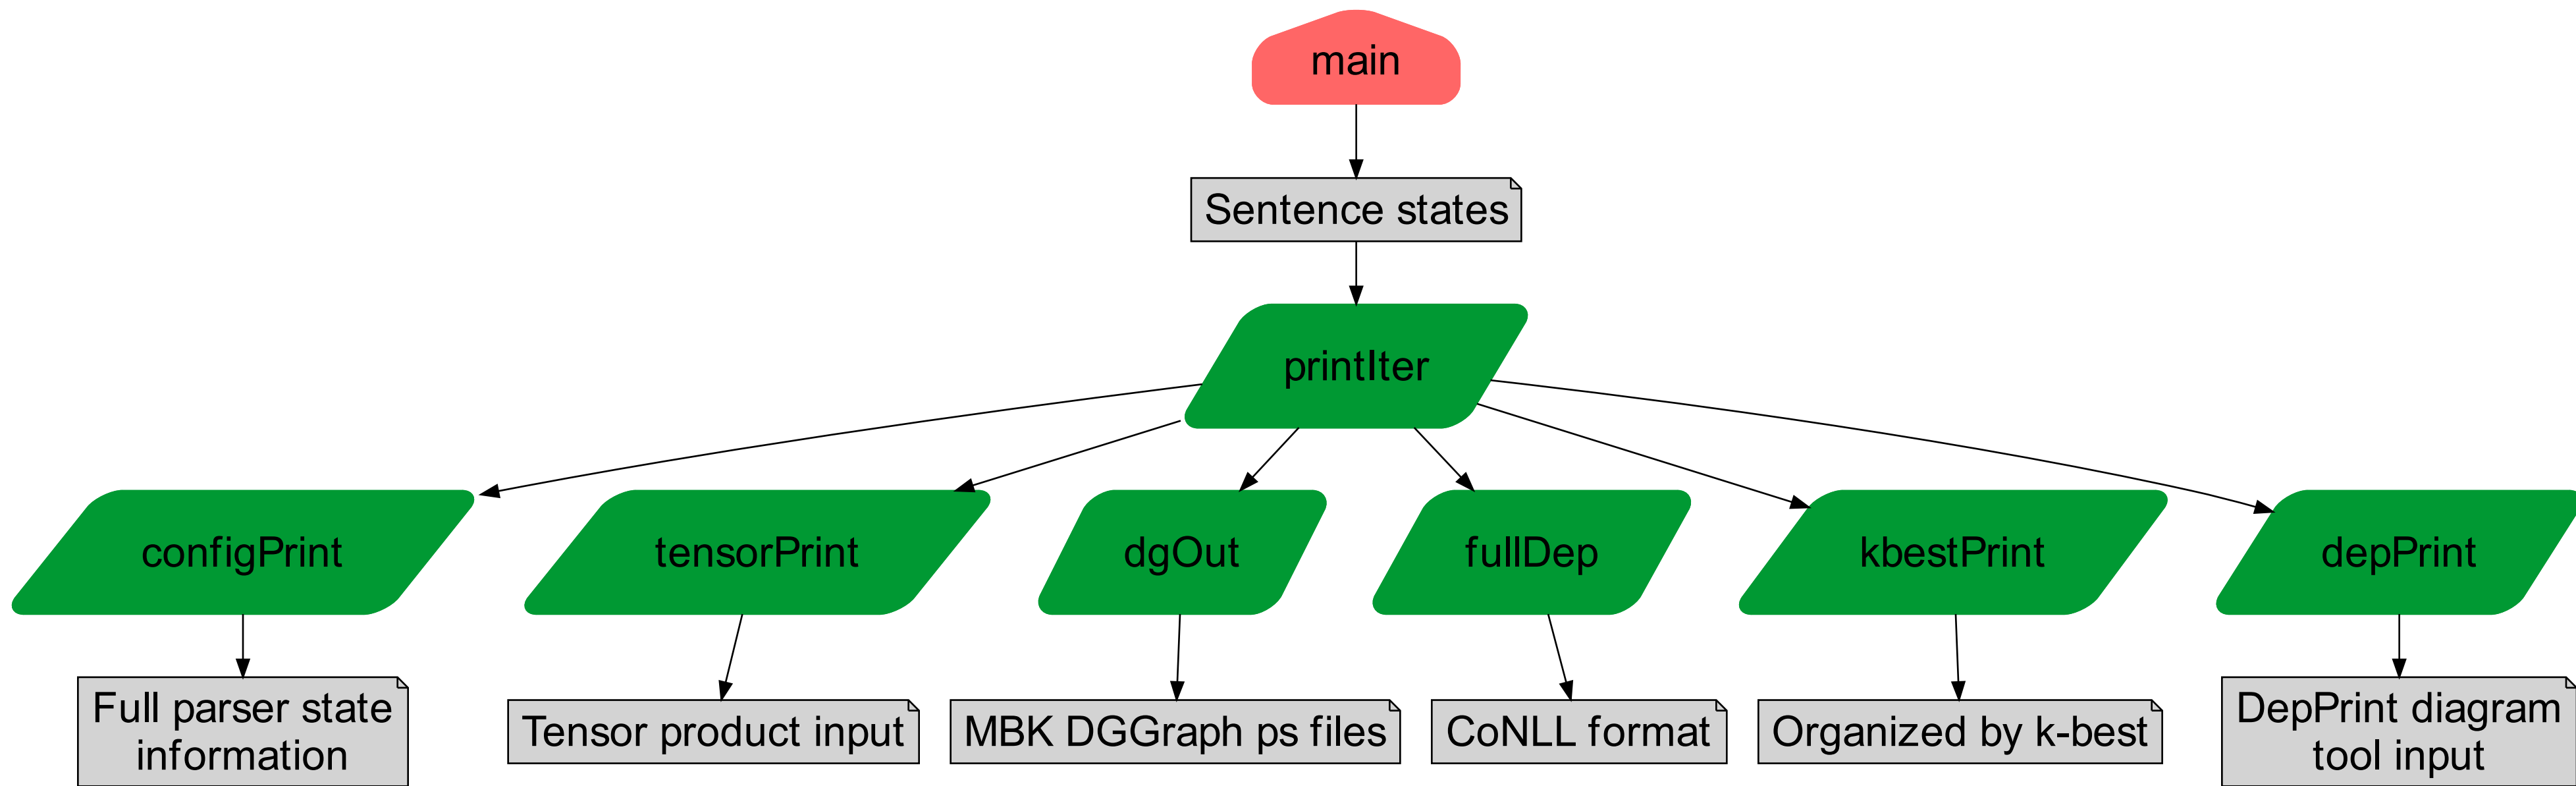 main
Sentence states
printIter
configPrint
tensorPrint
dgOut
fullDep
kbestPrint
depPrint
Full parser state
information
Tensor product input
MBK DGGraph ps files
CoNLL format
Organized by k-best
DepPrint diagram
tool input